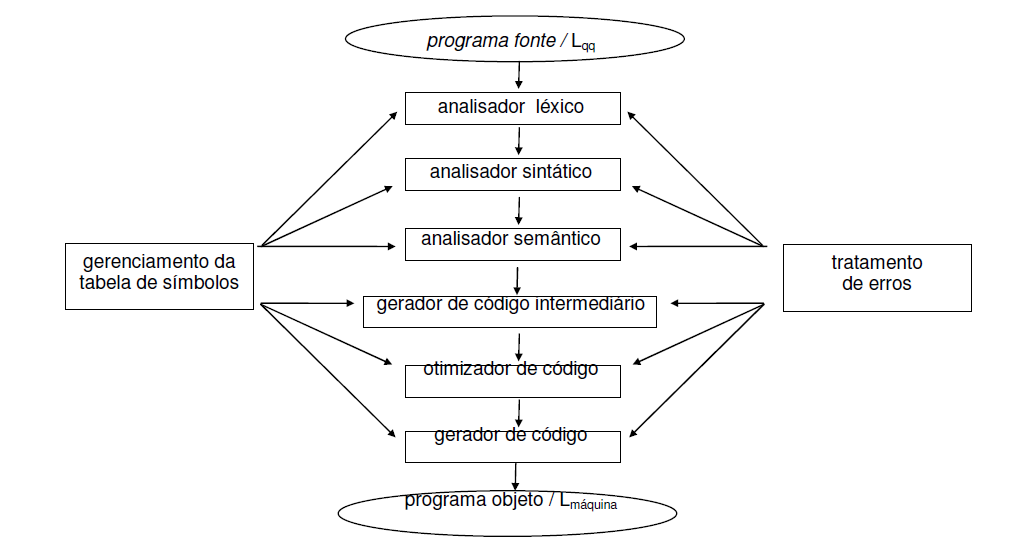 programa fonte / Lqq
analisador léxico
analisador sintático
analisador semântico
gerenciamento da
tabela de símbolos
tratamento
de erros
gerador de código intermediário
otimizador de código
gerador de código
programa objeto / Lmáquina